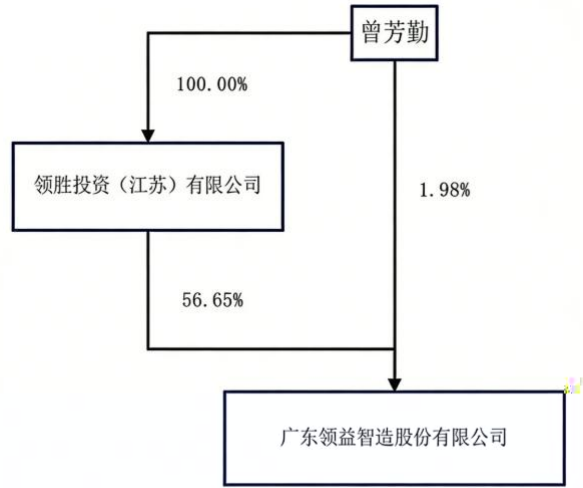 曾芳勤
100.00%
领胜投资（江苏）有限公司
1.98%
56.65%
广东领益智造股份有限公司